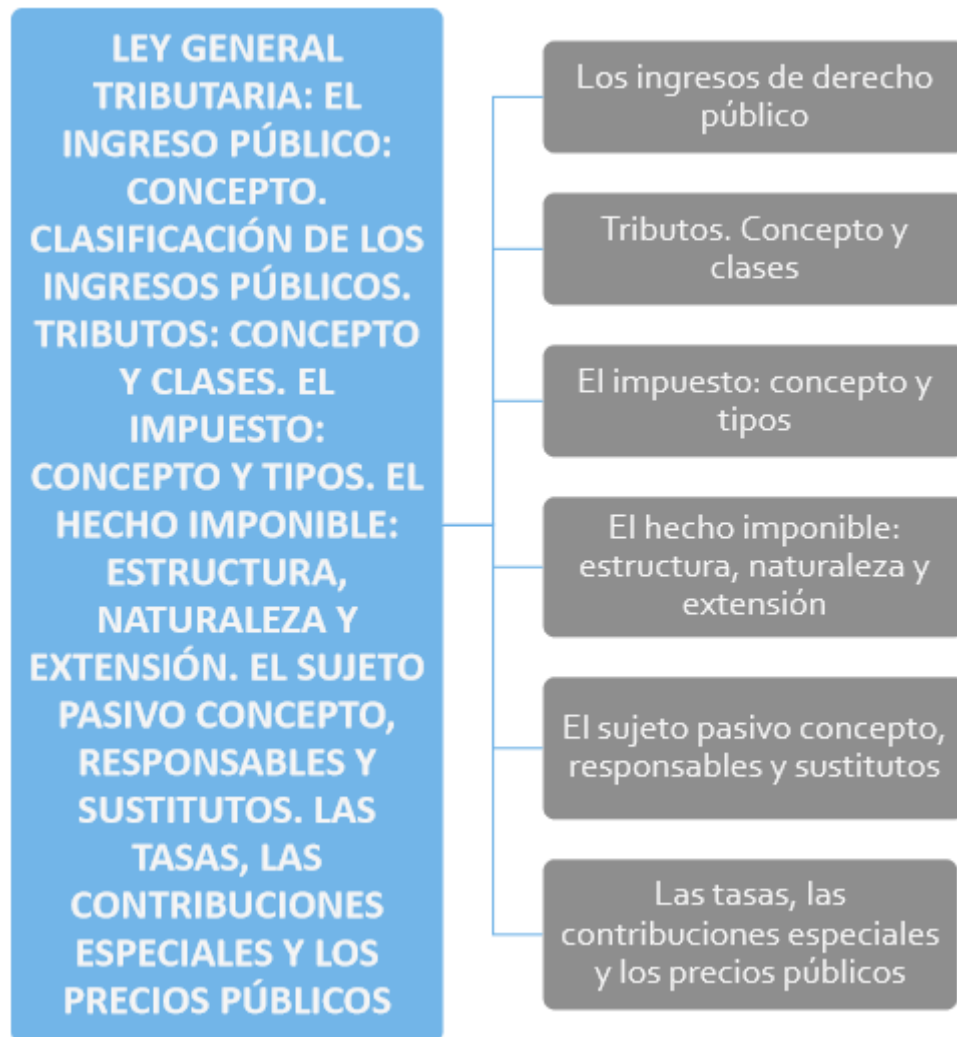 LEY GENERAL
TRIBUTARIA: EL
INGRESO PÚBLICO:
CONCEPTO.
CLASIFICACIÓN DE LOS
INGRESOS PÚBLICOS.
TRIBUTOS: CONCEPTO
Y CLASES. EL
IMPUESTO:
CONCEPTO Y TIPOS. EL
HECHO IMPONIBLE:
ESTRUCTURA,
NATURALEZA Y
EXTENSIÓN. EL SUJETO
PASIVO CONCEPTO,
RESPONSABLES Y
SUSTITUTOS. LAS
TASAS, LAS
CONTRIBUCIONES
ESPECIALES Y LOS
PRECIOS PÚBLICOS
Los ingresos de derecho
público
Tributos. Concepto y
clases
El impuesto: concepto y
tipos
El hecho imponible:
estructura, naturaleza y
extensión
El sujeto pasivo concepto,
responsables y sustitutos
Las tasas, las
contribuciones especiales
y los precios públicos